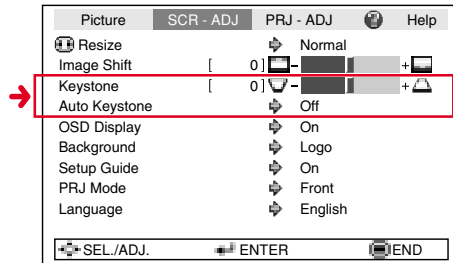 Picture SCR - ADJ PRJ - ADJ ? Help
Resize Normal
Image Shift [ 0 ] - +
Keystone [ 0 ] - +
Auto Keystone Off
OSD Display On
Background Logo
Setup Guide On
PRJ Mode Front
Language English
SEL./ADJ. ENTER END